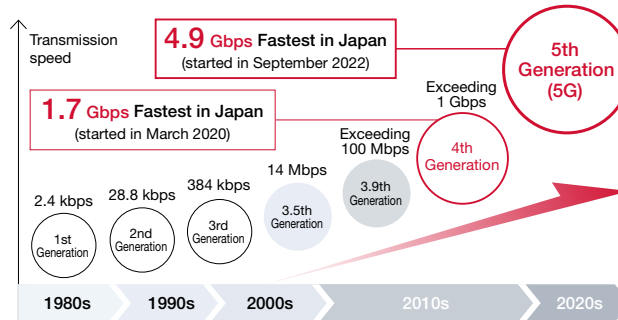 Transmission
speed
4.9 Gbps Fastest in Japan
(started in September 2022)
5th
Generation
(5G)
1.7 Gbps Fastest in Japan
(started in March 2020)
Exceeding
1 Gbps
4th
Generation
Exceeding
100 Mbps
3.9th
Generation
14 Mbps
3.5th
Generation
384 kbps
3rd
Generation
28.8 kbps
2nd
Generation
2.4 kbps
1st
Generation
1980s
1990s
2000s
2010s
2020s